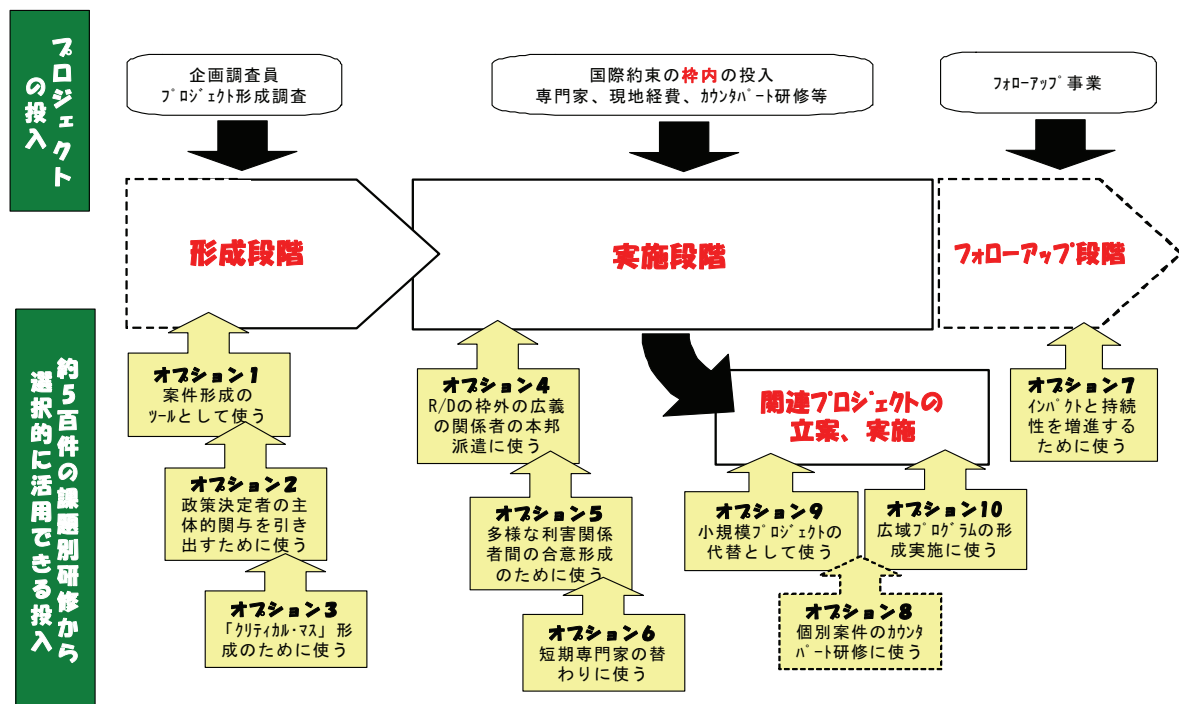 プロジェクト
の投入
企画調査員
ﾌﾟﾛｼﾞｪｸﾄ形成調査
国際約束の枠内の投入
専門家、現地経費、ｶｳﾝﾀﾊﾟｰﾄ研修等
ﾌｫﾛｰｱｯﾌﾟ事業
形成段階
実施段階
フォローアップ段階
約５百件の課題別研修から
選択的に活用できる投入
オプション1
案件形成の
ﾂｰﾙとして使う
オプション2
政策決定者の主
体的関与を引き
出すために使う
オプション3
「ｸﾘﾃｨｶﾙ・ﾏｽ」形
成のために使う
オプション4
R/Dの枠外の広義
の関係者の本邦
派遣に使う
オプション5
多様な利害関係
者間の合意形成
のために使う
オプション6
短期専門家の替
わりに使う
関連プロジェクトの
立案、実施
オプション7
ｲﾝﾊﾟｸﾄと持続
性を増進する
ために使う
オプション9
小規模ﾌﾟﾛｼﾞｪｸﾄの
代替として使う
オプション10
広域ﾌﾟﾛｸﾞﾗﾑの形
成実施に使う
オプション8
個別案件のｶｳﾝﾀ
ﾊﾟｰﾄ研修に使う